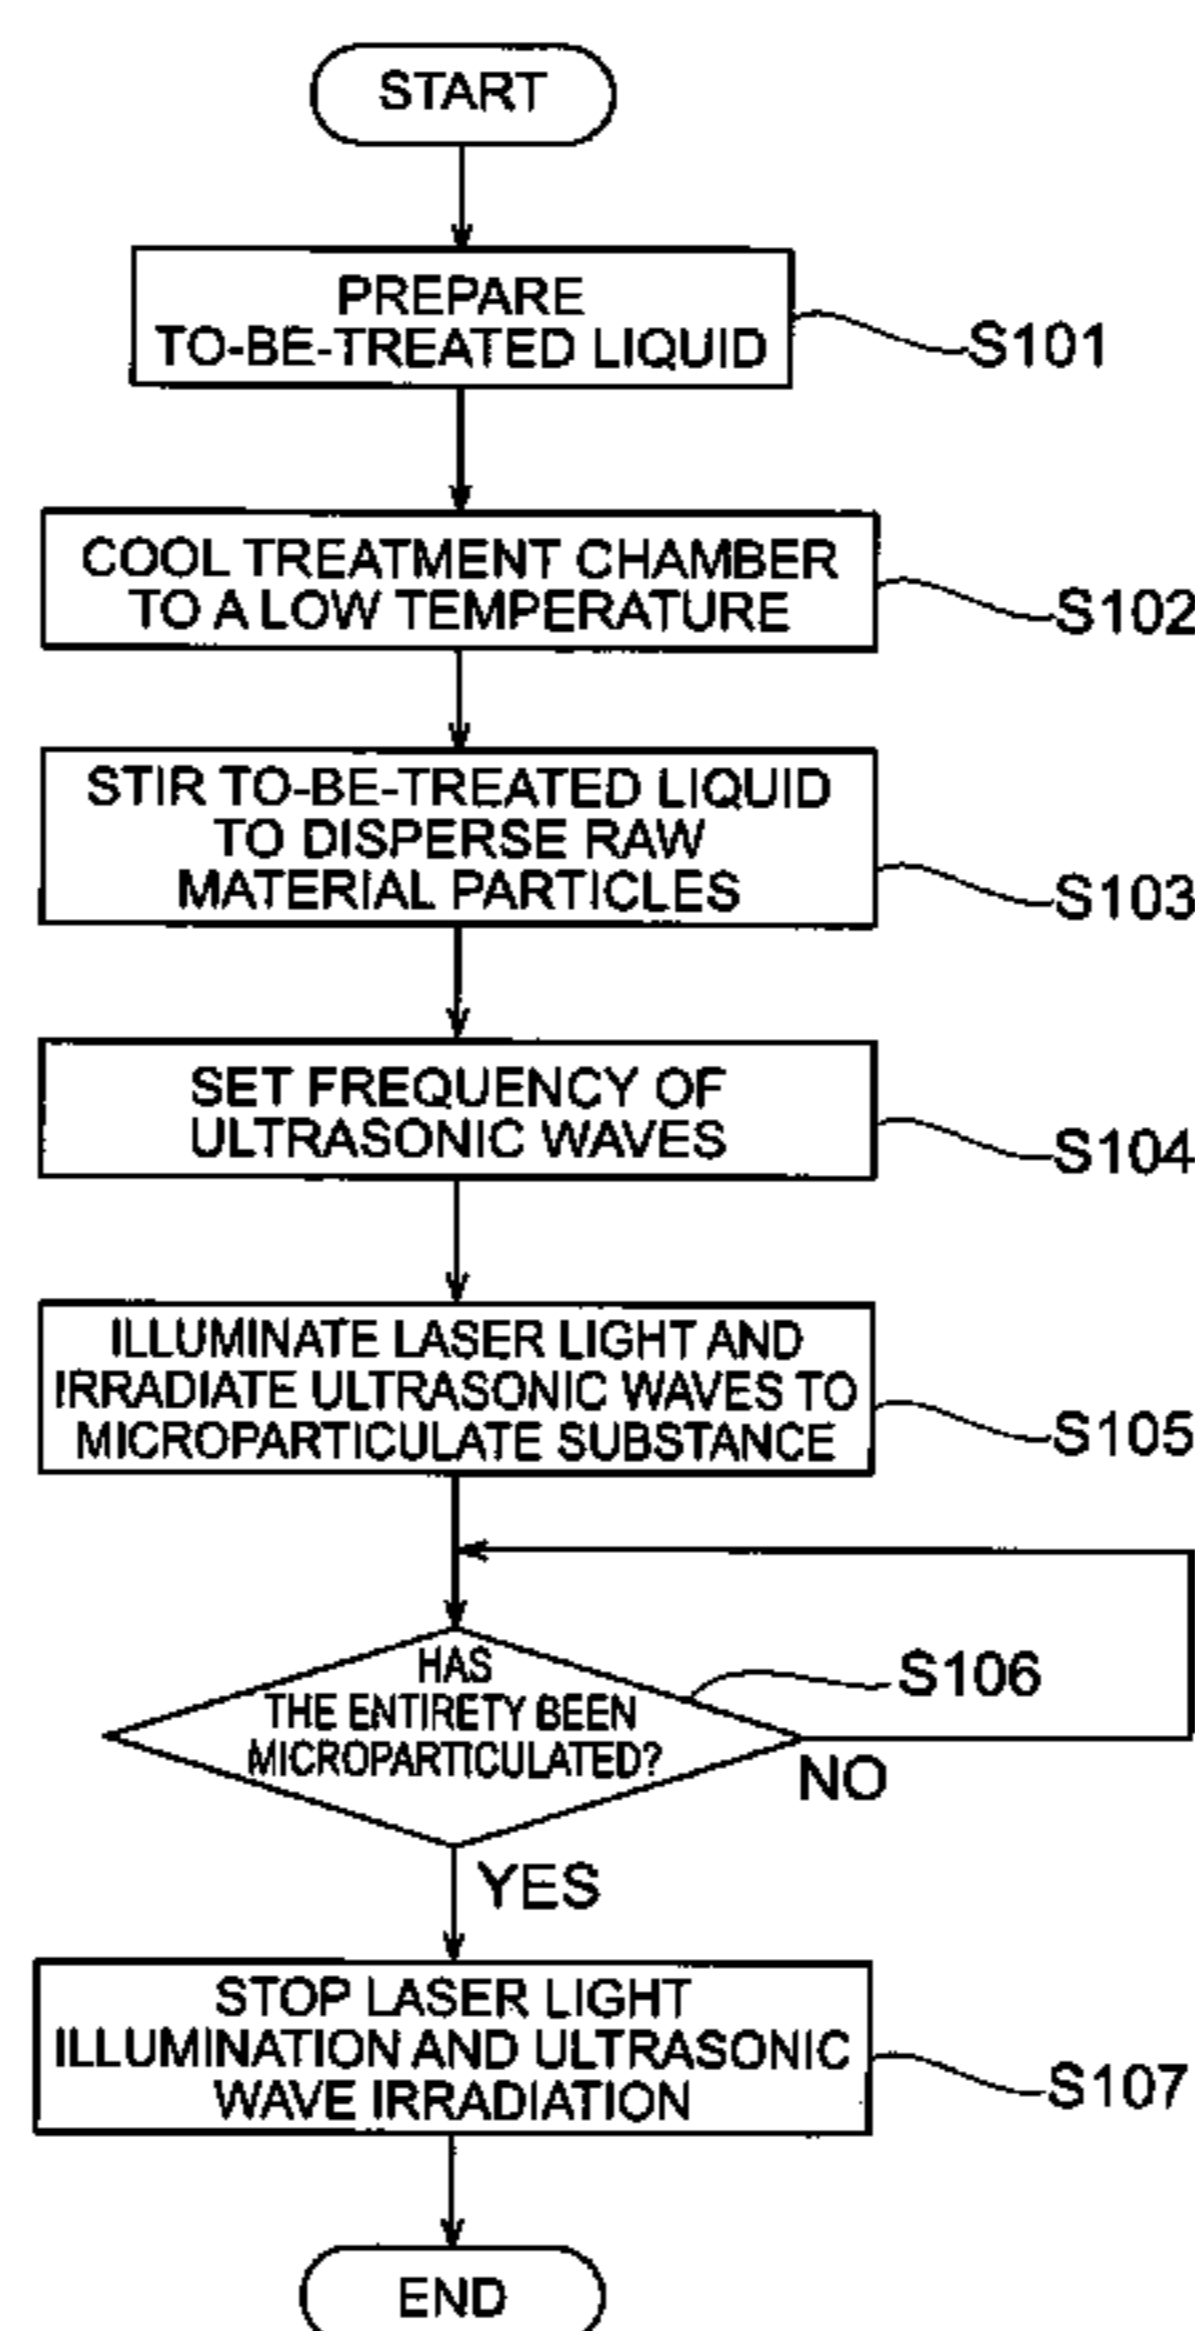 START
PREPARE
TO-BE-TREATED LIQUID
S101
COOL TREATMENT CHAMBER
TO A LOW TEMPERATURE
S102
STIR TO-BE-TREATED LIQUID
TO DISPERSE RAW
MATERIAL PARTICLES
S103
SET FREQUENCY OF
ULTRASONIC WAVES
S104
ILLUMINATE LASER LIGHT AND
IRRADIATE ULTRASONIC WAVES TO
MICROPARTICULATE SUBSTANCE
S105
HAS
THE ENTIRETY BEEN
MICROPARTICULATED?
S106
NO
YES
STOP LASER LIGHT
ILLUMINATION AND ULTRASONIC
WAVE IRRADIATION
S107
END